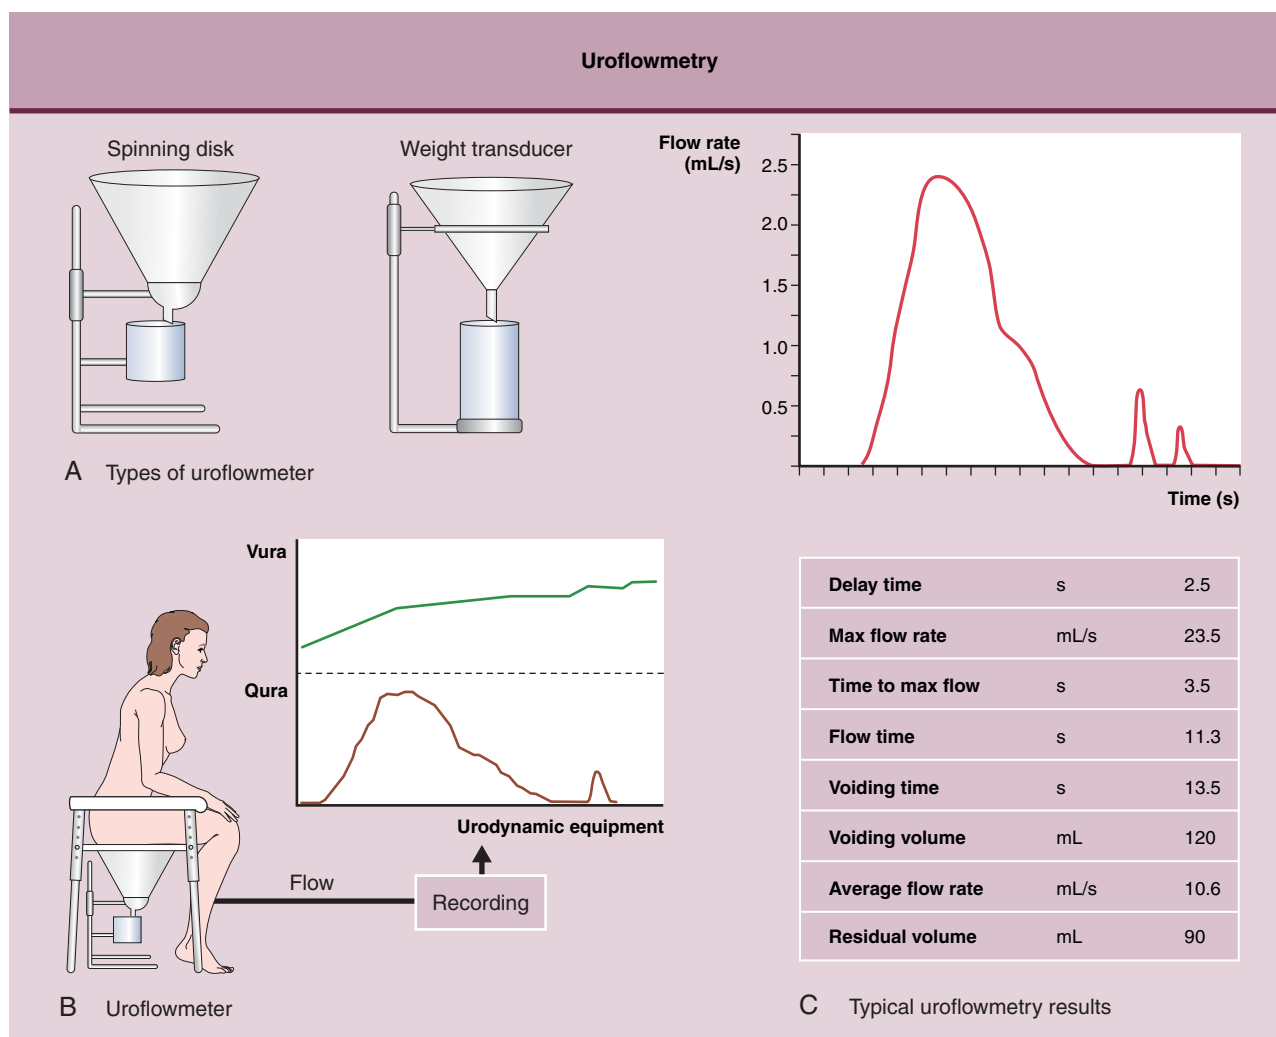 Uroflowmetry
Spinning disk
Weight transducer
A Types of uroflowmeter
Flow rate
(mL/s)
2.5
2.0
1.5
1.0
0.5
Time (s)
Vura
Qura
Urodynamic equipment
Flow
Recording
B Uroflowmeter
Delay time s 2.5
Max flow rate mL/s 23.5
Time to max flow s 3.5
Flow time s 11.3
Voiding time s 13.5
Voiding volume mL 120
Average flow rate mL/s 10.6
Residual volume mL 90
C Typical uroflowmetry results